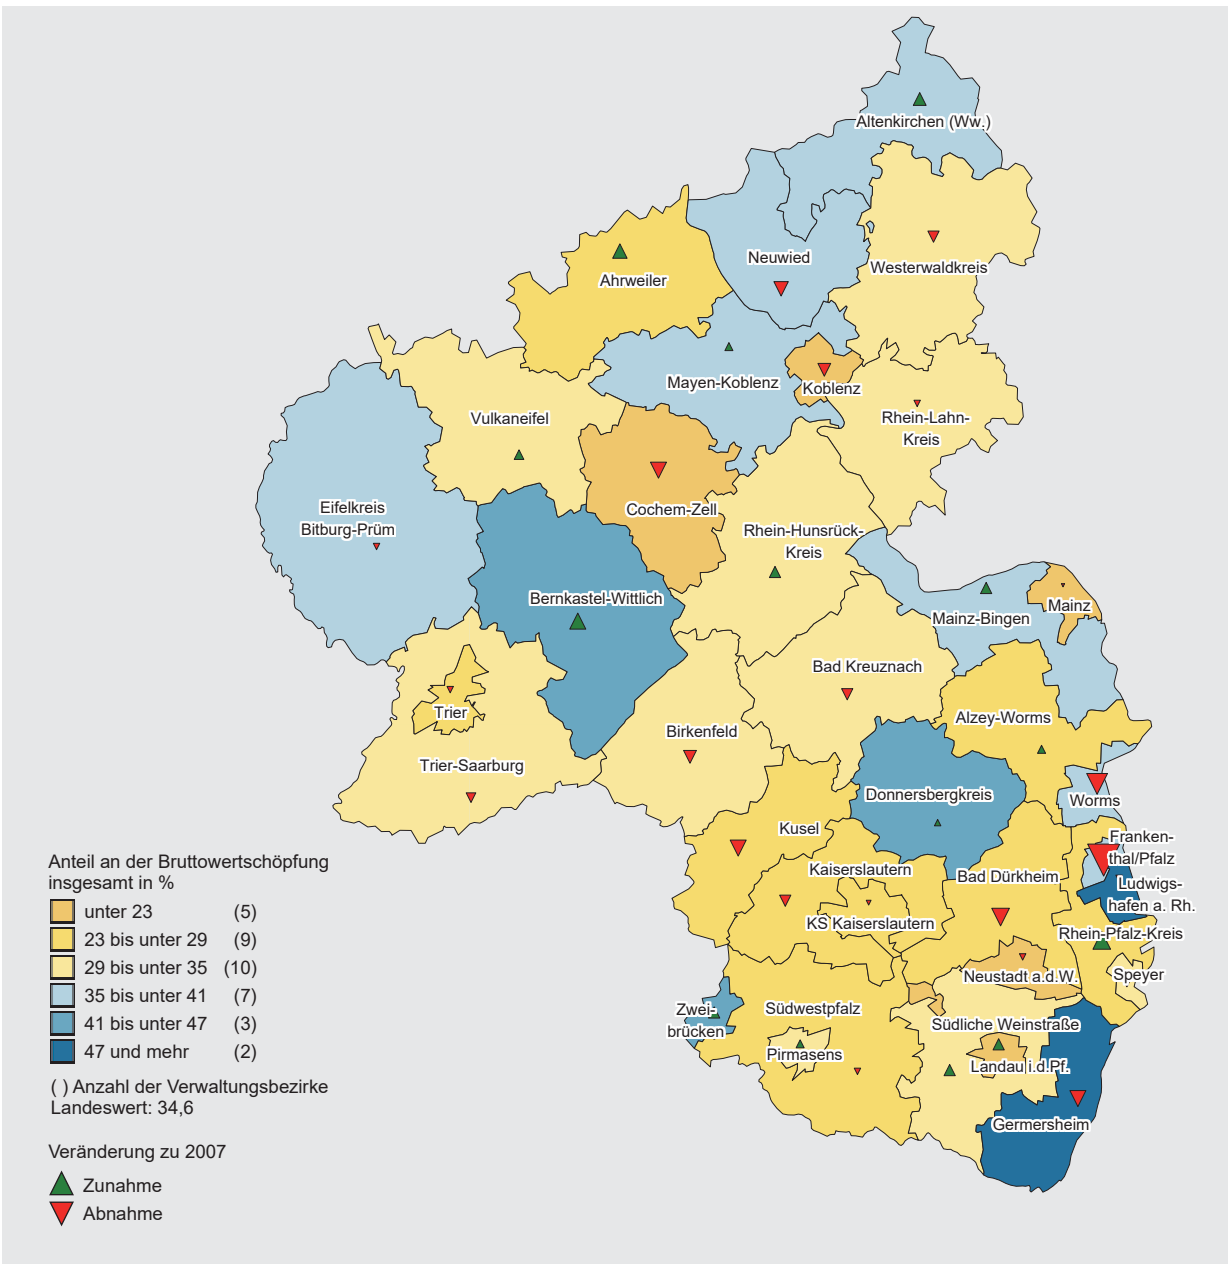 Altenkirchen (Ww.)
Neuwied
Westerwaldkreis
Ahrweiler
Mayen-Koblenz
Koblenz
Rhein-Lahn-
Kreis
Vulkaneifel
Cochem-Zell
Eifelkreis
Bitburg-Prüm
Rhein-Hunsrück-
Kreis
Bernkastel-Wittlich
Mainz-Bingen
Mainz
Bad Kreuznach
Trier
Alzey-Worms
Birkenfeld
Trier-Saarburg
Donnersbergkreis
Worms
Kusel
Franken-
thal/Pfalz
Kaiserslautern
Bad Dürkheim
Ludwigs-
hafen a. Rh.
KS Kaiserslautern
Rhein-Pfalz-Kreis
Neustadt a.d.W.
Speyer
Zwei-
brücken
Südwestpfalz
Südliche Weinstraße
Pirmasens
Landau i.d.Pf.
Germersheim
Anteil an der Bruttowertschöpfung
insgesamt in %
unter 23 (5)
23 bis unter 29 (9)
29 bis unter 35 (10)
35 bis unter 41 (7)
41 bis unter 47 (3)
47 und mehr (2)
( ) Anzahl der Verwaltungsbezirke
Landeswert: 34,6
Veränderung zu 2007
Zunahme
Abnahme